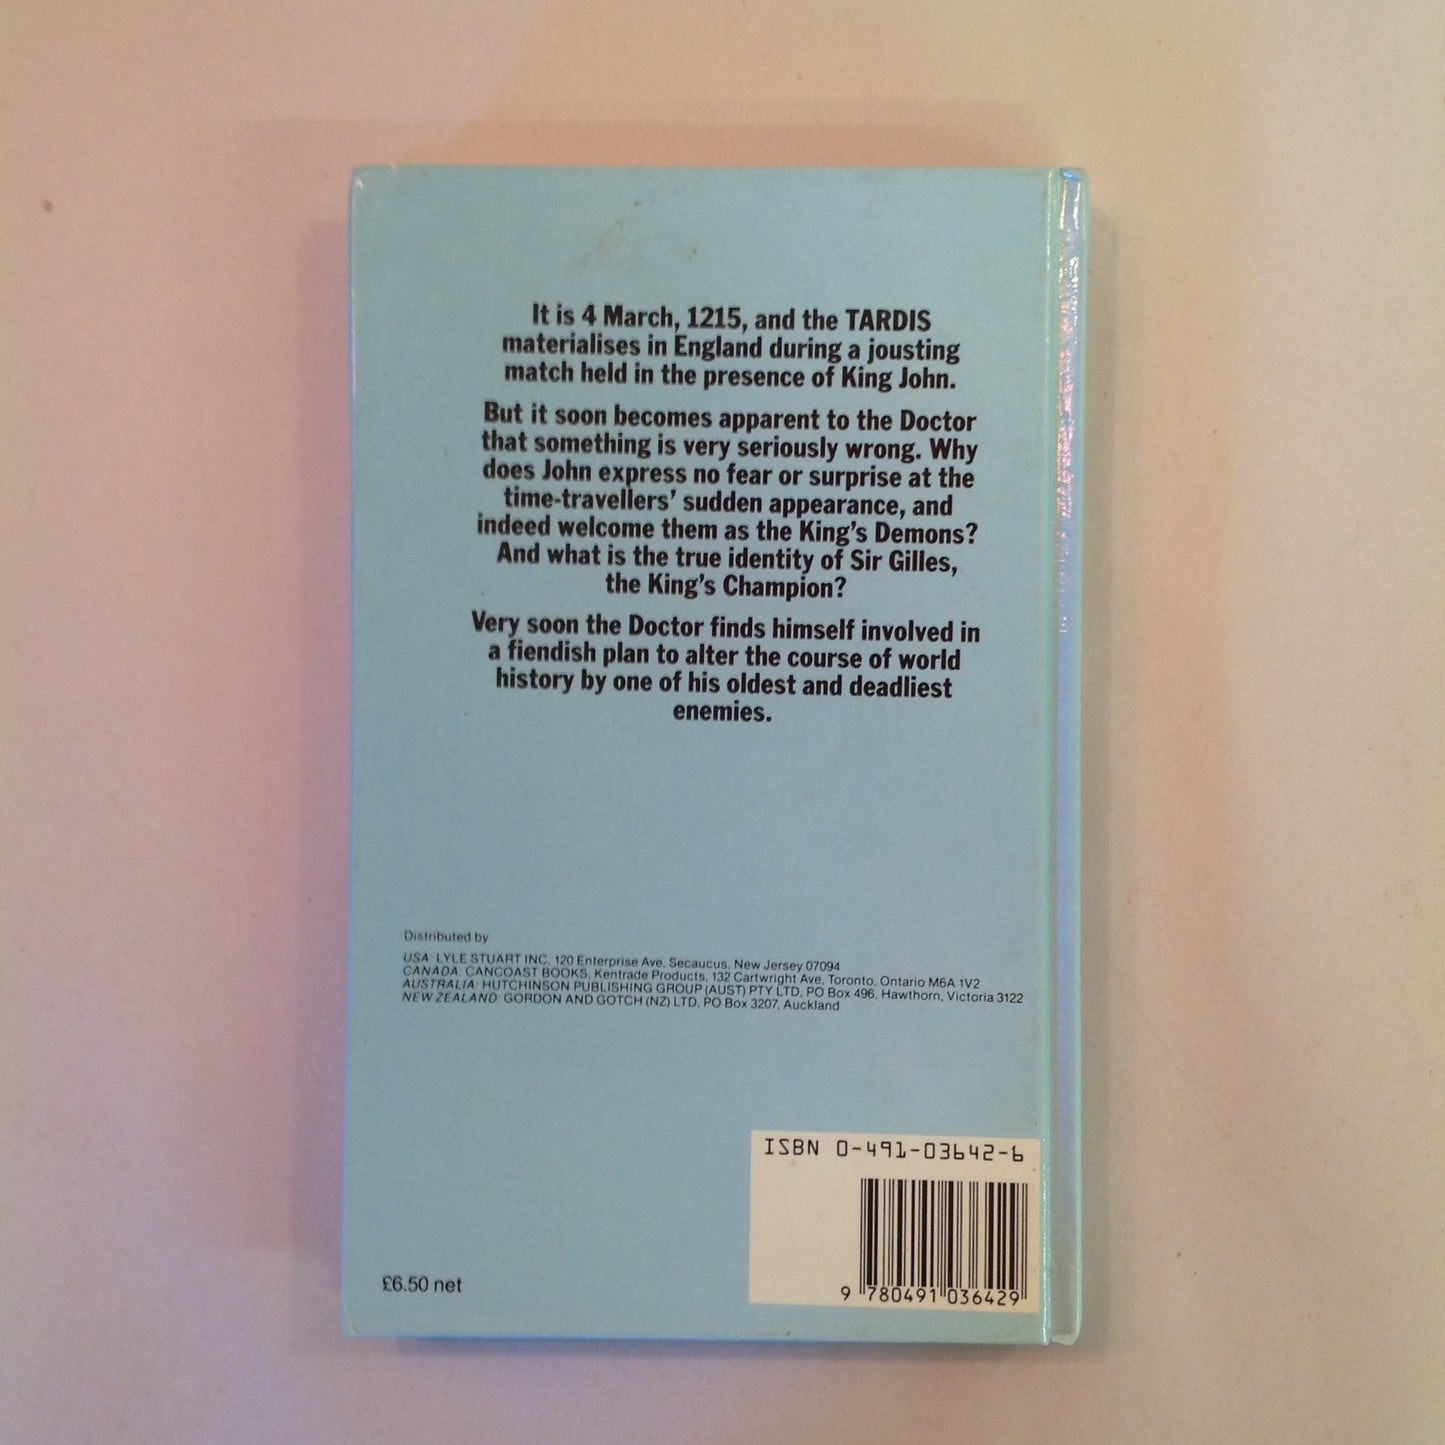 It is 4 March, 1215, and the TARDIS
materialises in England during a jousting
match held in the presence of King John.
But it soon becomes apparent to the Doctor
that something is very seriously wrong. Why
does John express no fear or surprise at the
time-travellers' sudden appearance, and
indeed welcome them as the King's Demons?
And what is the true identity of Sir Gilles,
the King's Champion?
Very soon the Doctor finds himself involved in
a fiendish plan to alter the course of world
history by one of his oldest and deadliest
enemies.
Distributed by
USA: LYLE STUART INC, 120 Enterprise Ave, Secaucus, New Jersey 07094
CANADA: CANCOAST BOOKS, Kentrade Products, 132 Cartwright Ave, Toronto, Ontario M6A 1V2
AUSTRALIA: HUTCHINSON PUBLISHING GROUP (AUST) PTY LTD, PO Box 496, Hawthorn, Victoria 3122
NEW ZEALAND: GORDON AND GOTCH (NZ) LTD, PO Box 3207, Auckland
ISBN 0-491-03642-6
9 780491 036429
£6.50 net